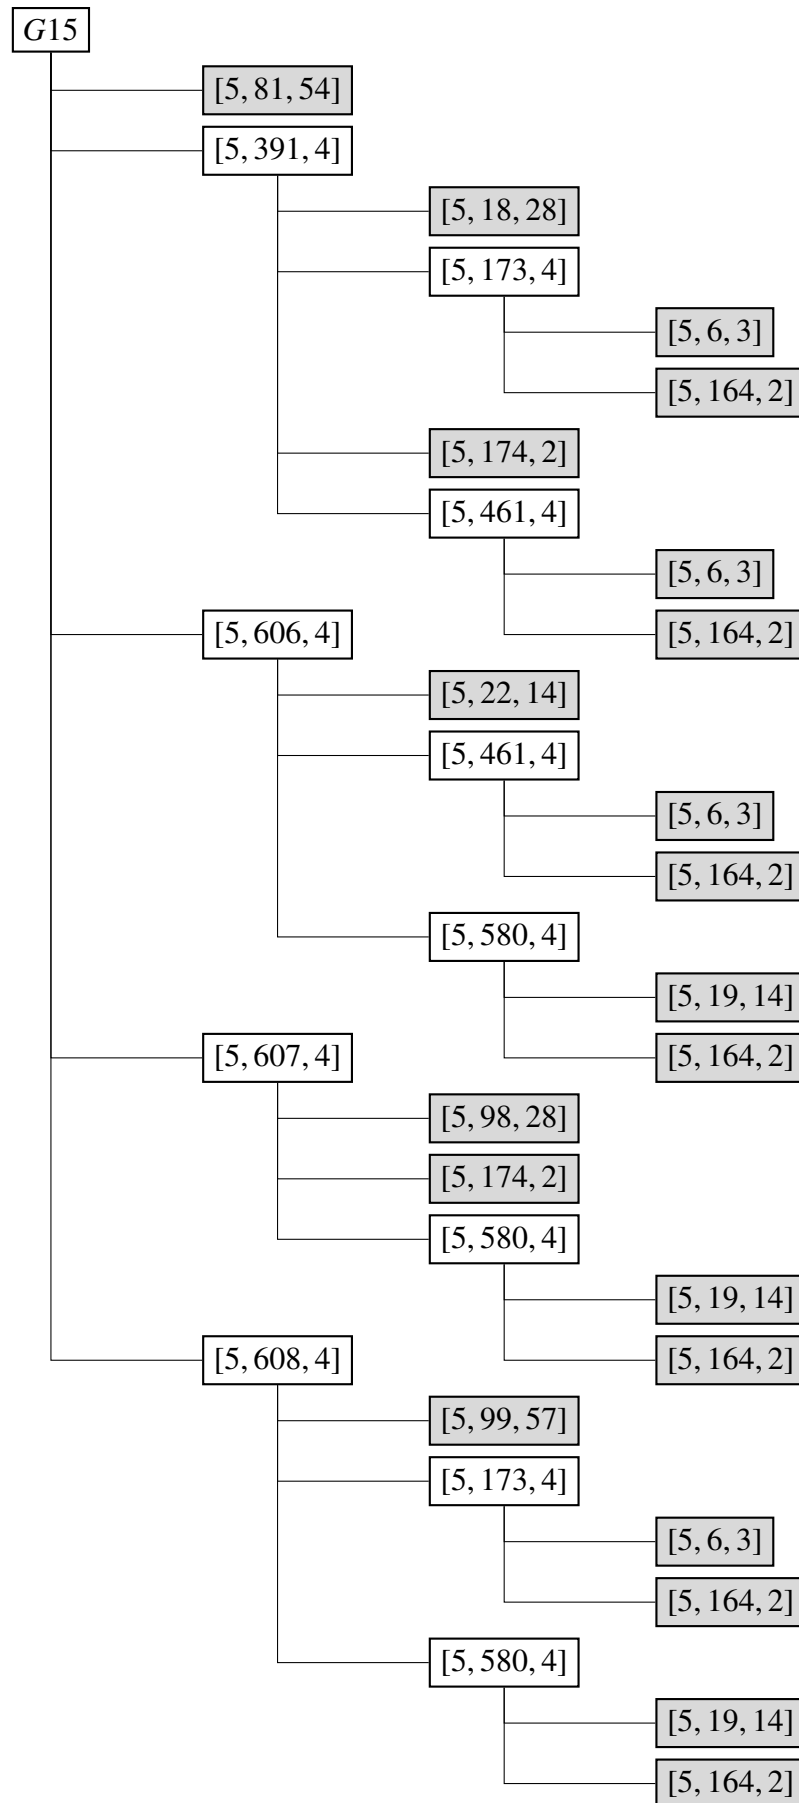 G15
[5, 81, 54]
[5, 391, 4]
[5, 18, 28]
[5, 173, 4]
[5, 6, 3]
[5, 164, 2]
[5, 174, 2]
[5, 461, 4]
[5, 6, 3]
[5, 164, 2]
[5, 606, 4]
[5, 22, 14]
[5, 461, 4]
[5, 6, 3]
[5, 164, 2]
[5, 580, 4]
[5, 19, 14]
[5, 164, 2]
[5, 607, 4]
[5, 98, 28]
[5, 174, 2]
[5, 580, 4]
[5, 19, 14]
[5, 164, 2]
[5, 608, 4]
[5, 99, 57]
[5, 173, 4]
[5, 6, 3]
[5, 164, 2]
[5, 580, 4]
[5, 19, 14]
[5, 164, 2]